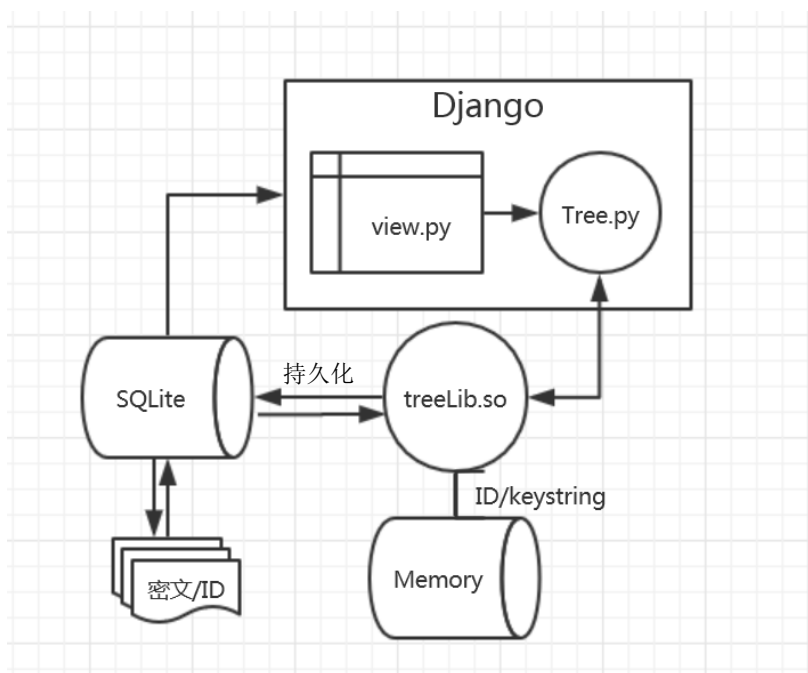 Django
view.py
Tree.py
持久化
SQLite
treeLib.so
ID/keystring
密文/ID
Memory